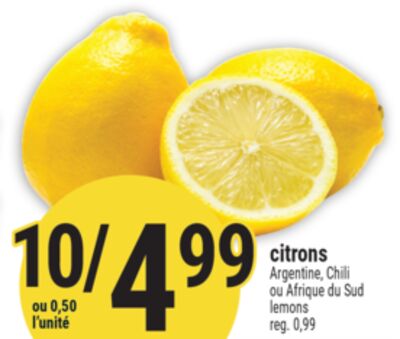 10/4 99
ou 0,50
l'unité
citrons
Argentine, Chili
ou Afrique du Sud
lemons
reg. 0,99